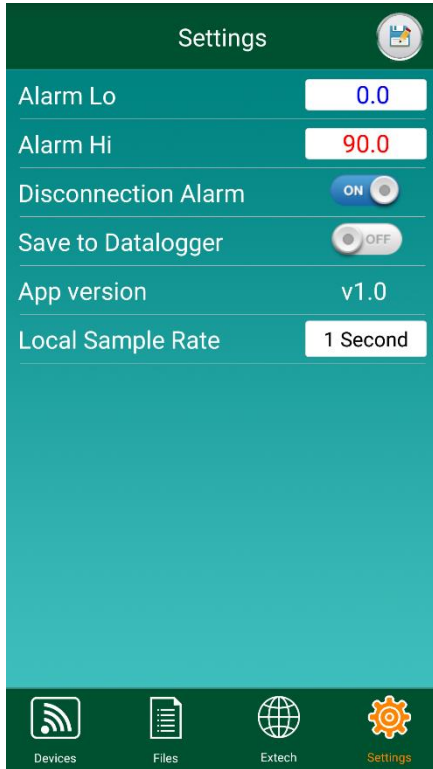 Settings
Alarm Lo 0.0
Alarm Hi 90.0
Disconnection Alarm ON
Save to Datalogger OFF
App version v1.0
Local Sample Rate 1 Second
Devices Files Extech Settings